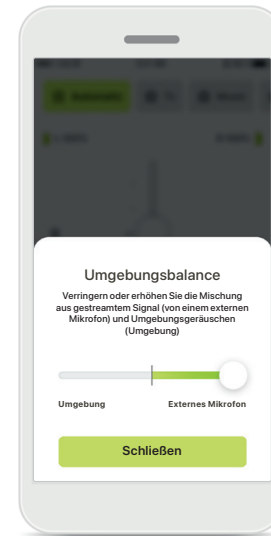 Umgebungsbalance
Verringern oder erhöhen Sie die Mischung
aus gestreamtem Signal (von einem externen
Mikrofon) und Umgebungsgeräuschen
(Umgebung)
Umgebung Externes Mikrofon
Schließen